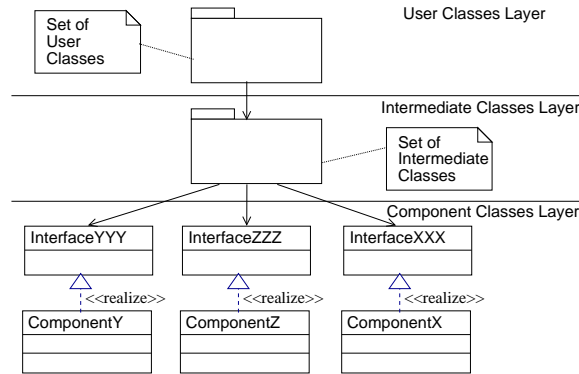 User Classes Layer
Set of
User
Classes
Intermediate Classes Layer
Set of
Intermediate
Classes
Component Classes Layer
InterfaceYYY
InterfaceZZZ
InterfaceXXX
<<realize>>
<<realize>>
<<realize>>
ComponentY
ComponentZ
ComponentX